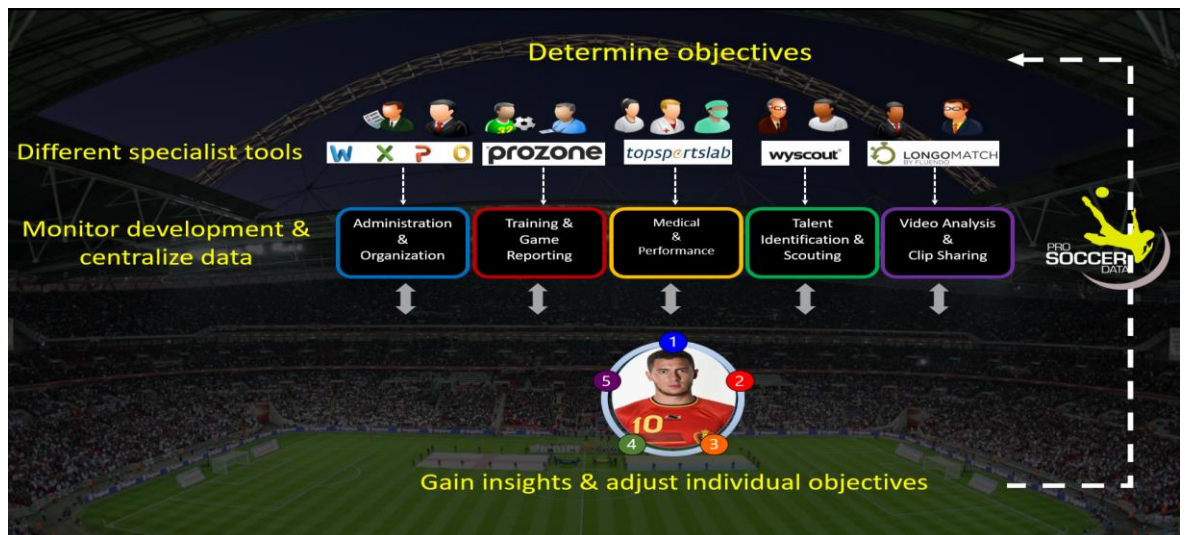 Determine objectives
32
Different specialist tools
W X P O
prozone
topsportslab
wyscout
LONGOMATCH
BY FLUENDO
Monitor development &
centralize data
Administration
&
Organization
Training &
Game
Reporting
Medical
&
Performance
Talent
Identification &
Scouting
Video Analysis
&
Clip Sharing
PRO
SOCCER
DATA
1
5
2
10
4
3
Gain insights & adjust individual objectives